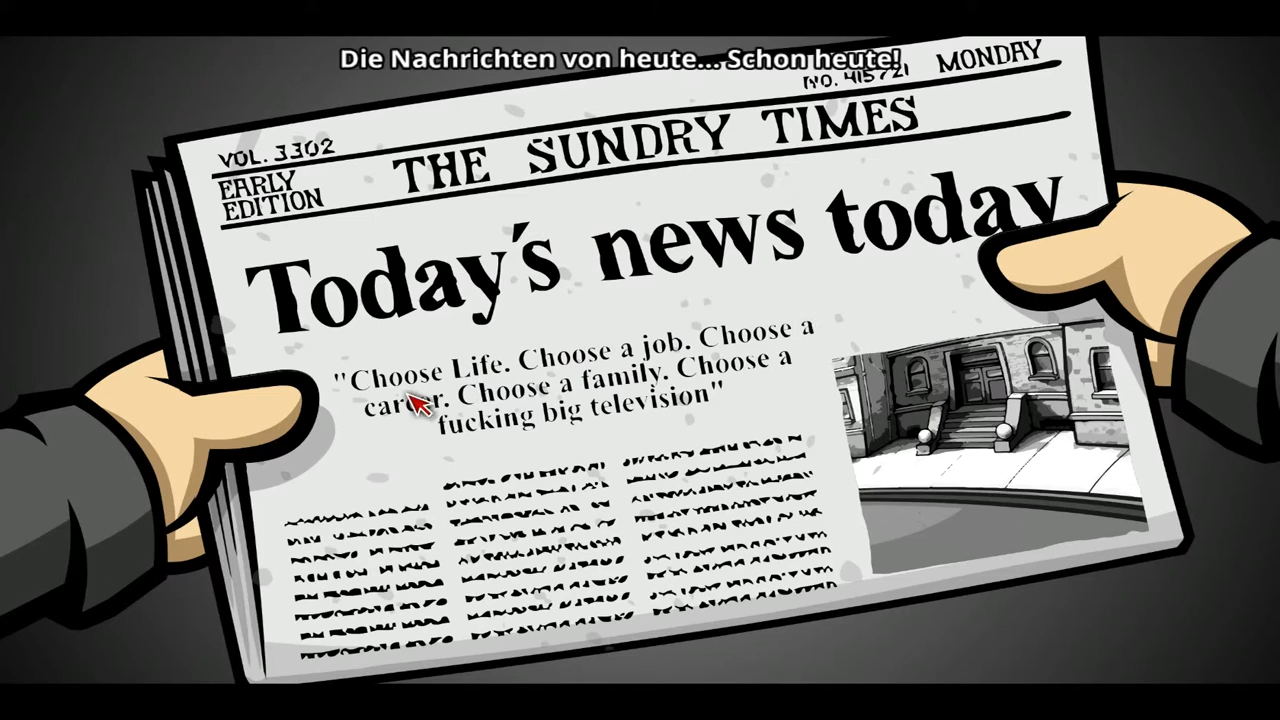 Die Nachrichten von heute... Schon heute!
NO. 415721 MONDAY
VOL. 3302
THE SUNDRY TIMES
EARLY
EDITION
Today's news today
"Choose Life. Choose a job. Choose a
career. Choose a family. Choose a
fucking big television"